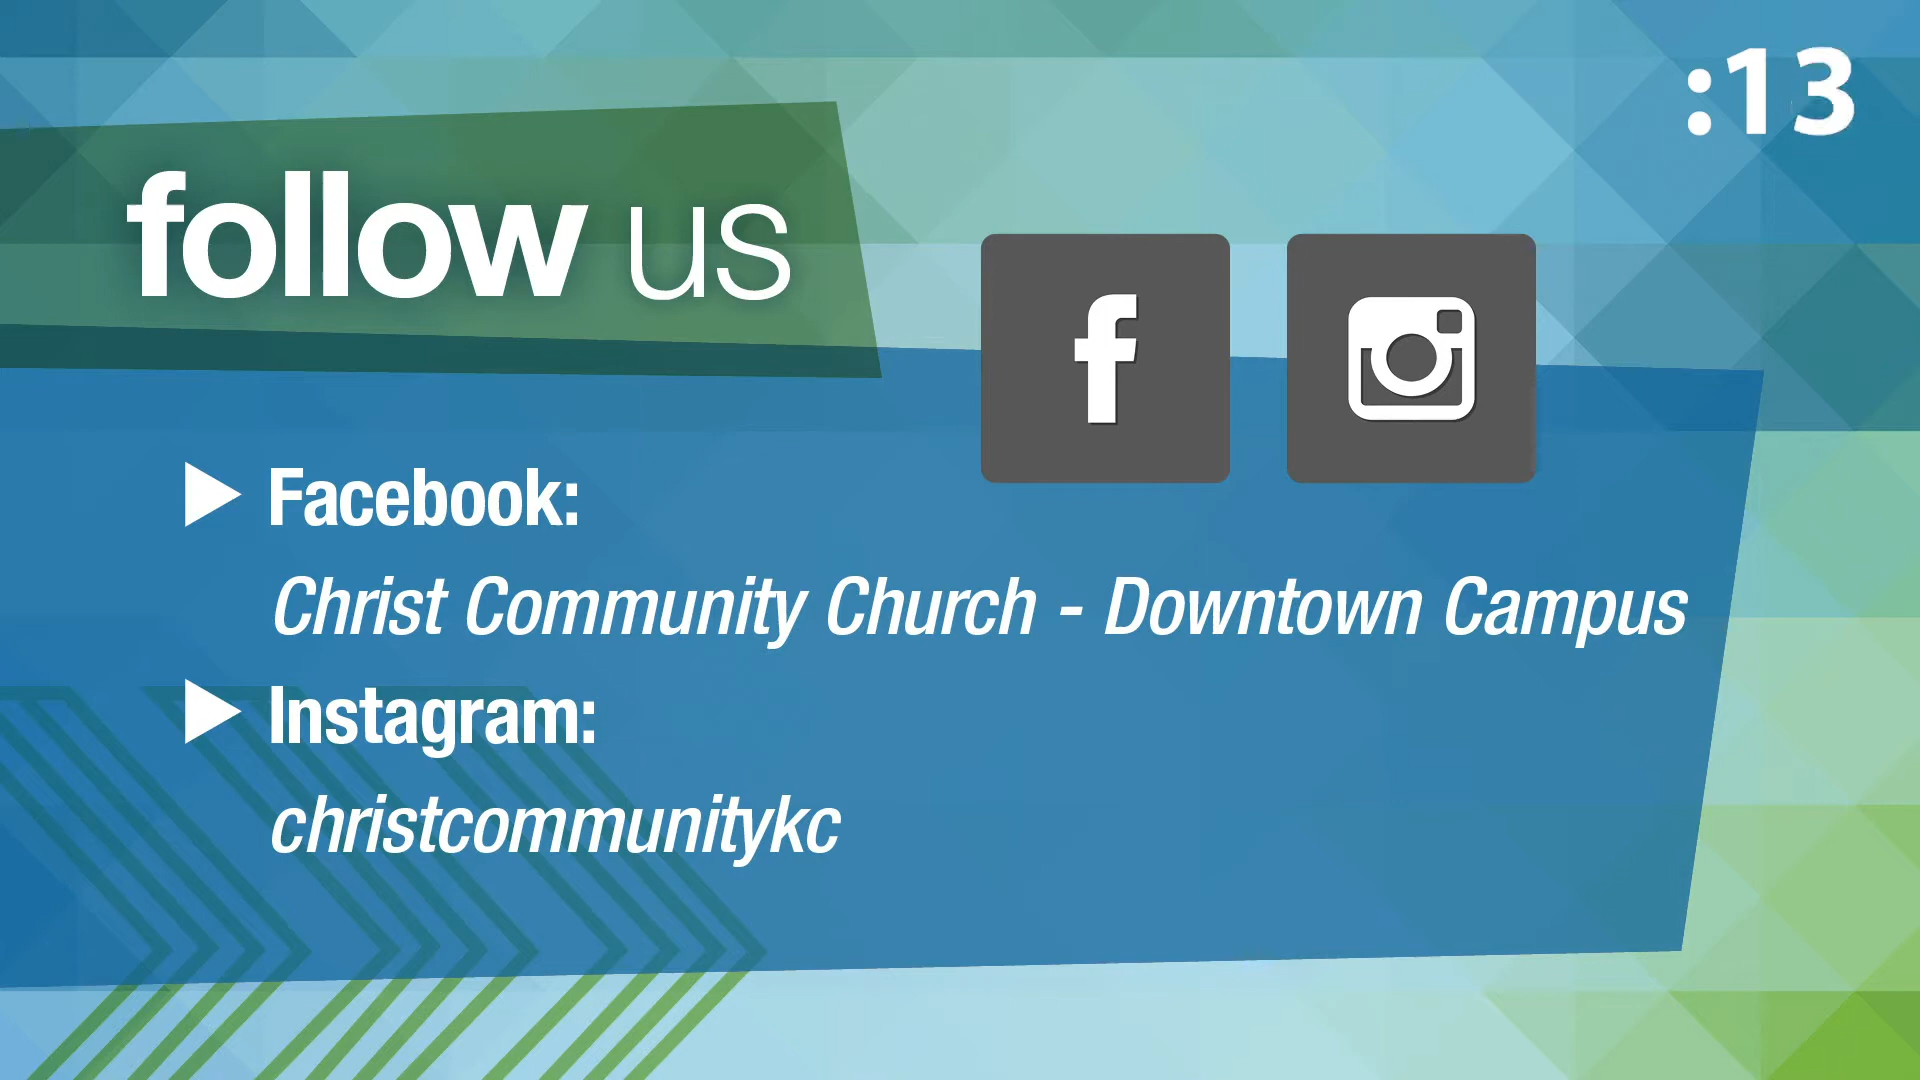 :13
follow us
Facebook:
Christ Community Church - Downtown Campus
Instagram:
christcommunitykc